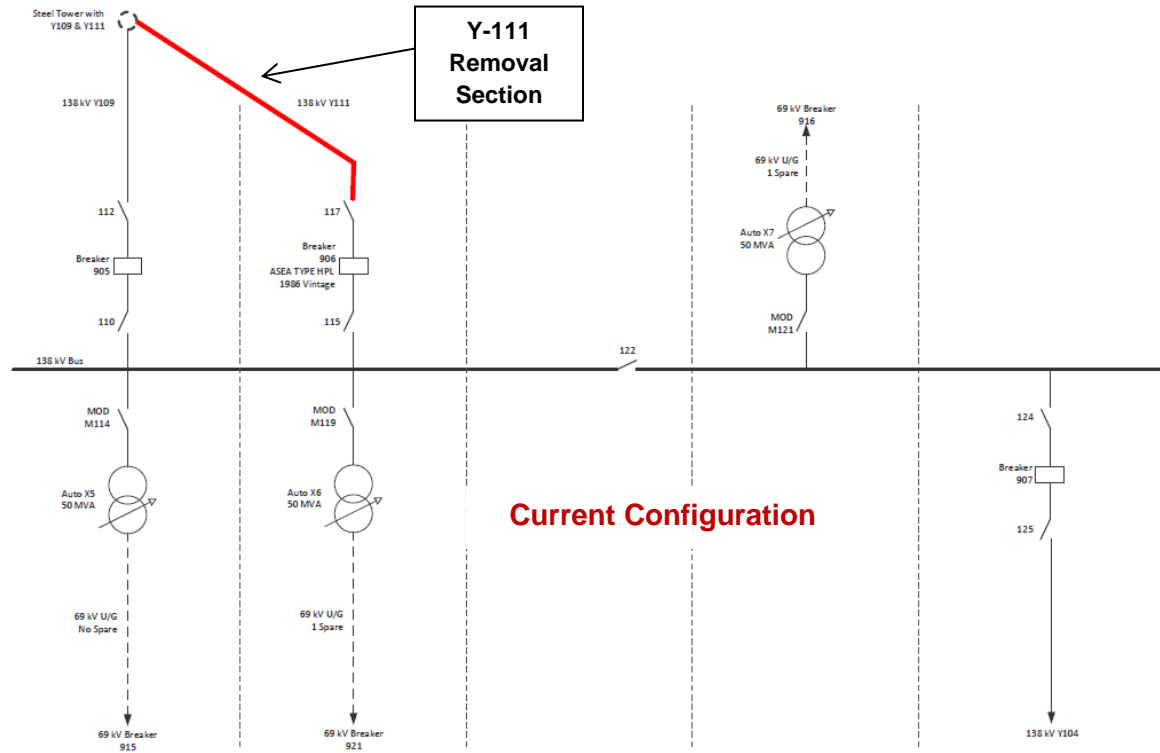 Steel Tower with
Y109 & Y111
Y-111
Removal
Section
138 kV Y109
138 kV Y111
69 kV Breaker
916
69 kV U/G
1 Spare
112
117
Auto X7
50 MVA
Breaker
905
Breaker
906
ASEA TYPE HPL
1986 Vintage
110
115
MOD
M121
138 kV Bus
122
MOD
M114
MOD
M119
124
Auto X5
50 MVA
Auto X6
50 MVA
Breaker
907
Current Configuration
125
69 kV U/G
No Spare
69 kV U/G
1 Spare
69 kV Breaker
915
69 kV Breaker
921
138 kV Y104